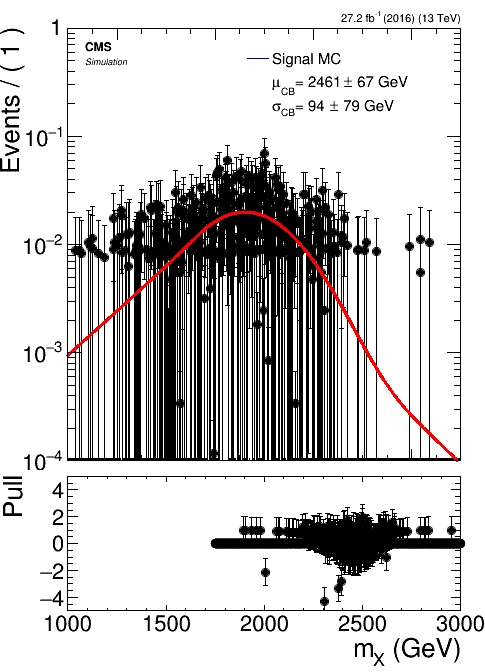 27.2 fb⁻¹ (2016) (13 TeV)
CMS
Simulation
Signal MC
μ_CB= 2461 ± 67 GeV
σ_CB= 94 ± 79 GeV
Events / ( 1 )
1
10⁻¹
10⁻²
10⁻³
10⁻⁴
Pull
4
2
0
−2
−4
1000 1500 2000 2500 3000
m_X (GeV)